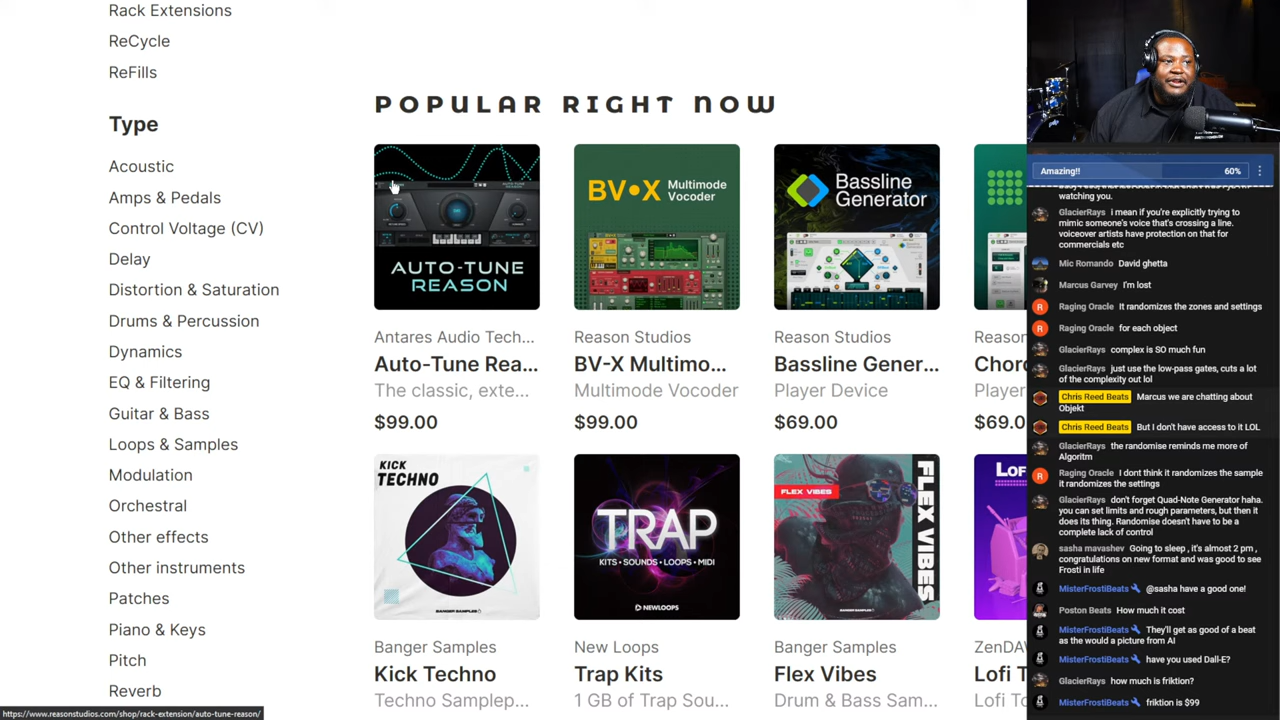 Rack Extensions
ReCycle
ReFills
Type
Acoustic
Amps & Pedals
Control Voltage (CV)
Delay
Distortion & Saturation
Drums & Percussion
Dynamics
EQ & Filtering
Guitar & Bass
Loops & Samples
Modulation
Orchestral
Other effects
Other instruments
Patches
Piano & Keys
Pitch
Reverb
https://www.reasonstudios.com/shop/rack-extension/auto-tune-reason/
POPULAR RIGHT NOW
AUTO-TUNE
REASON
Antares Audio Tech...
Auto-Tune Rea...
The classic, exte...
$99.00
BV•X Multimode
Vocoder
Reason Studios
BV-X Multimo...
Multimode Vocoder
$99.00
Bassline
Generator
Reason Studios
Bassline Gener...
Player Device
$69.00
Reason
Chor
Player
$69.0
KICK
TECHNO
BANGER SAMPLES
Banger Samples
Kick Techno
Techno Samplep...
TRAP
KITS • SOUNDS • LOOPS • MIDI
NEWLOOPS
New Loops
Trap Kits
1 GB of Trap Sou...
FLEX VIBES
FLEX VIBES
BANGER SAMPLES
Banger Samples
Flex Vibes
Drum & Bass Sam...
LOF
ZenDA
Lofi T
Lofi To
Amazing!!
60%
watching you.
GlacierRays I mean if you're explicitly trying to
mimic someone's voice that's crossing a line.
voiceover artists have protection on that for
commercials etc
Mic Romando David ghetta
Marcus Garvey I'm lost
R Raging Oracle It randomizes the zones and settings
R Raging Oracle for each object
GlacierRays complex is SO much fun
GlacierRays just use the low-pass gates, cuts a lot
of the complexity out lol
Chris Reed Beats Marcus we are chatting about
Objekt
Chris Reed Beats But I don't have access to it LOL
GlacierRays the randomise reminds me more of
Algoritm
R Raging Oracle I dont think it randomizes the sample
it randomizes the settings
GlacierRays don't forget Quad-Note Generator haha.
you can set limits and rough parameters, but then it
does its thing. Randomise doesn't have to be a
complete lack of control
sasha mavashev Going to sleep , it's almost 2 pm ,
congratulations on new format and was good to see
Frosti in life
MisterFrostiBeats @sasha have a good one!
Poston Beats How much it cost
MisterFrostiBeats They'll get as good of a beat
as the would a picture from AI
MisterFrostiBeats have you used Dall-E?
GlacierRays how much is friktion?
MisterFrostiBeats friktion is $99